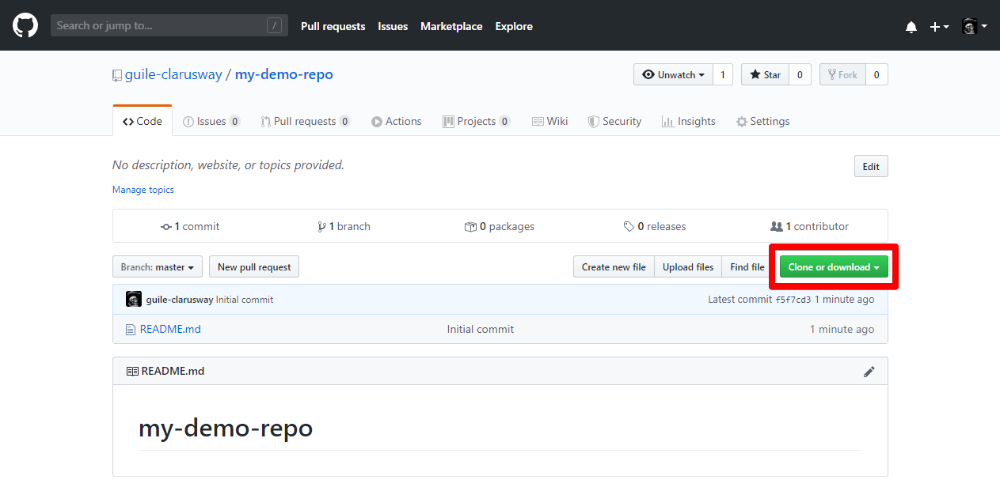 Search or jump to... / Pull requests Issues Marketplace Explore
guile-clarusway / my-demo-repo Unwatch 1 Star 0 Fork 0
Code Issues 0 Pull requests 0 Actions Projects 0 Wiki Security Insights Settings
No description, website, or topics provided. Edit
Manage topics
1 commit 1 branch 0 packages 0 releases 1 contributor
Branch: master New pull request Create new file Upload files Find file Clone or download
guile-clarusway Initial commit Latest commit f5f7cd3 1 minute ago
README.md Initial commit 1 minute ago
README.md
my-demo-repo